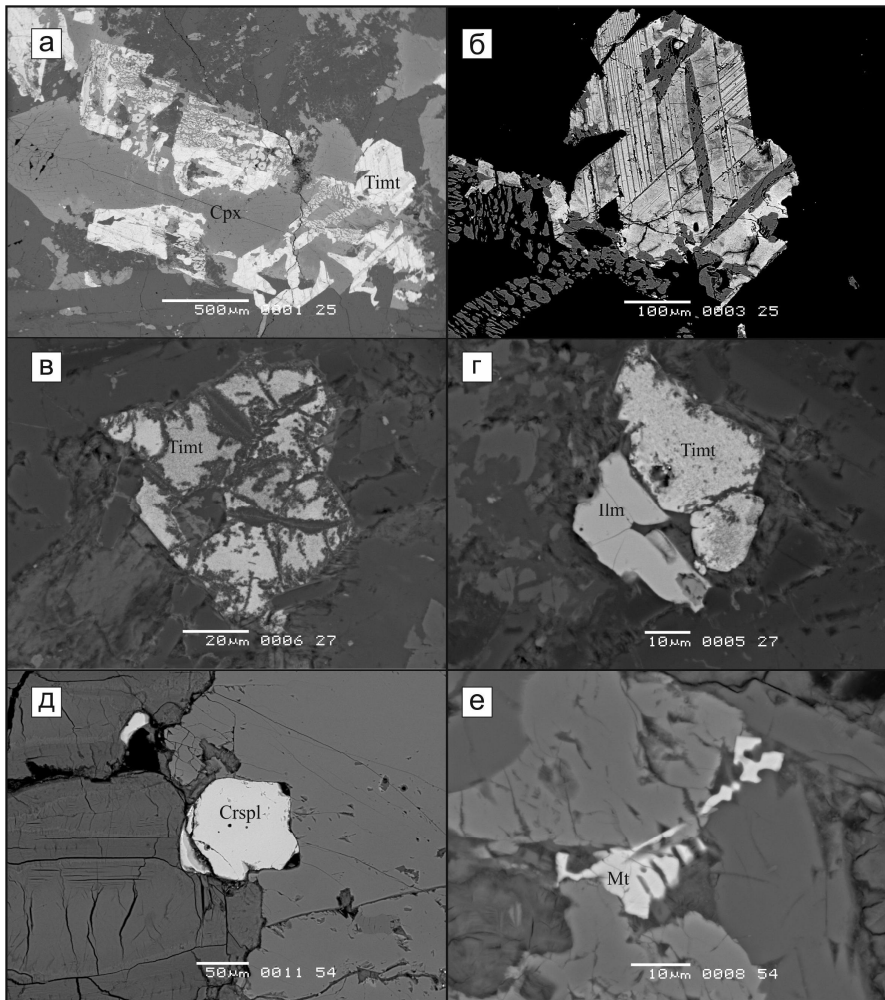 а
Timt
Cpx
500µm 0001 25
б
100µm 0003 25
в
Timt
20µm 0006 27
г
Timt
Ilm
10µm 0005 27
д
Crspl
50µm 0011 54
е
Mt
10µm 0008 54